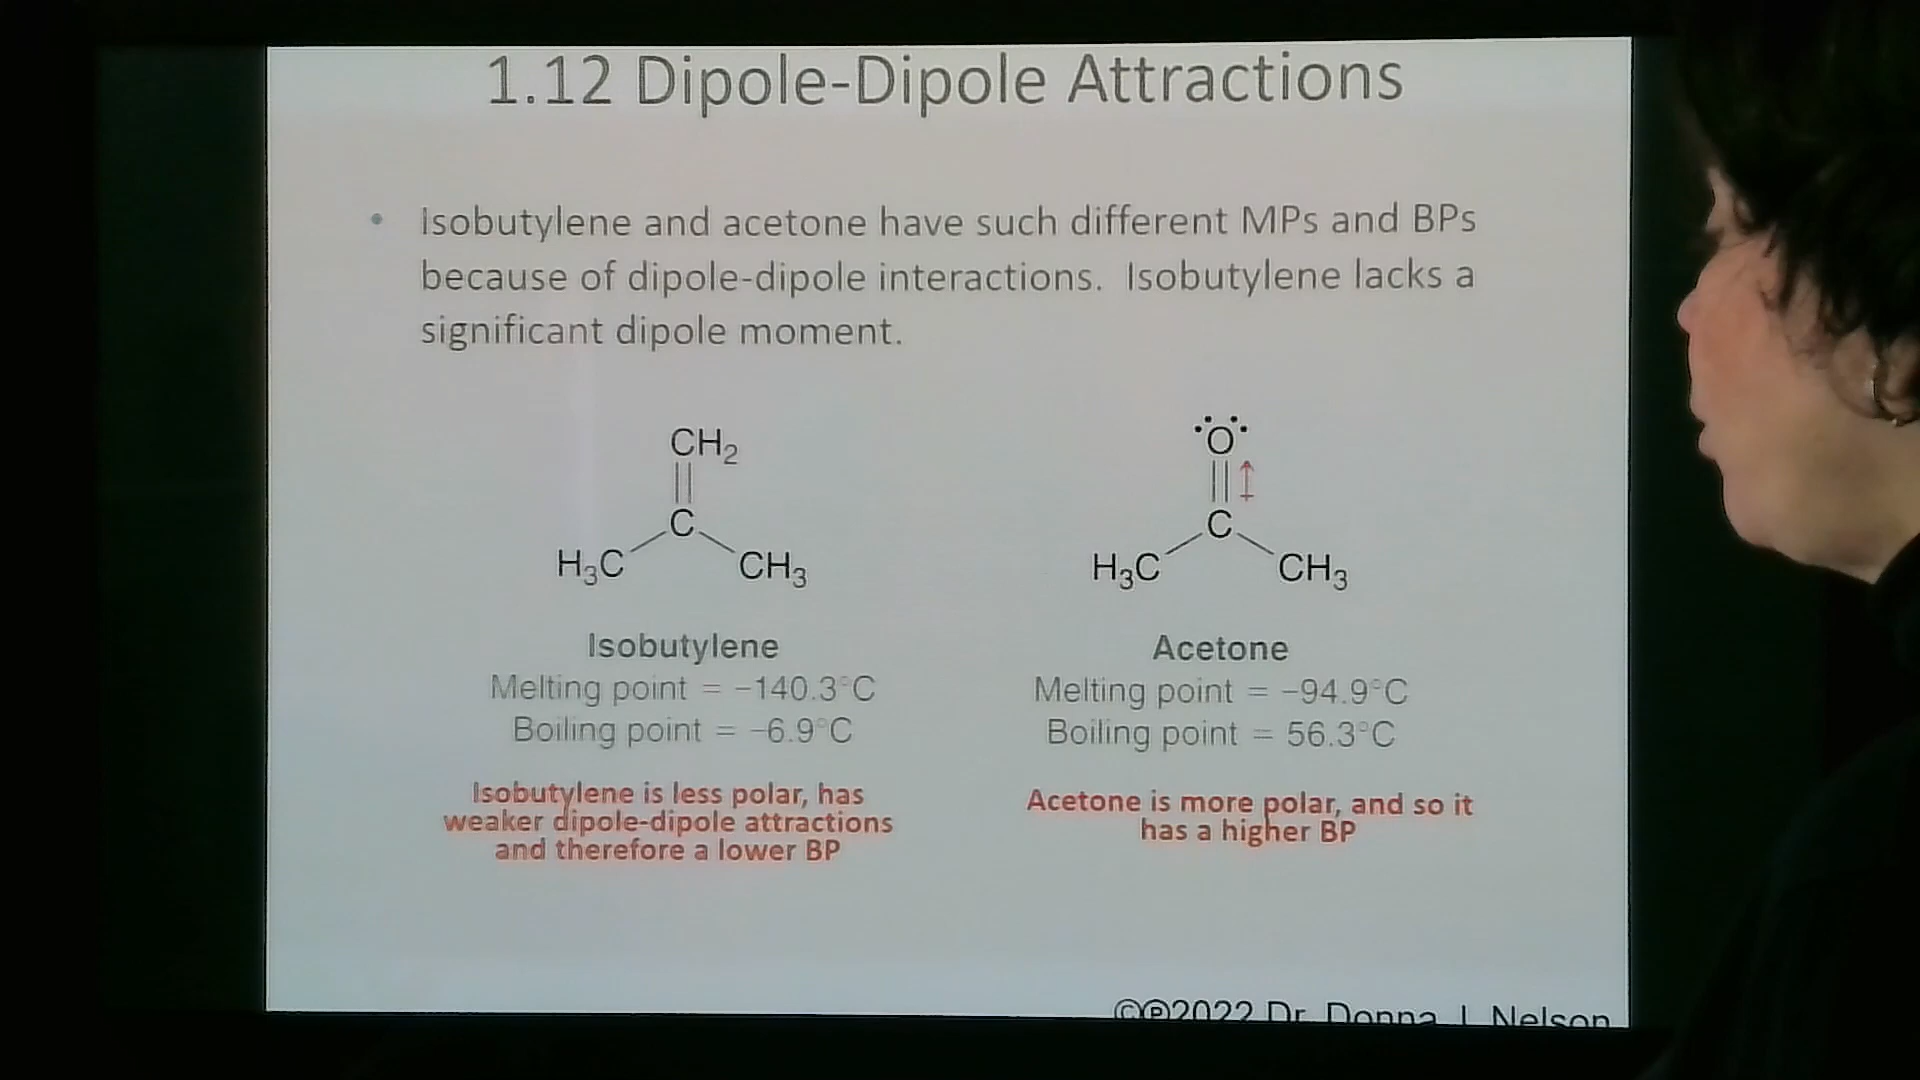 1.12 Dipole-Dipole Attractions
• Isobutylene and acetone have such different MPs and BPs
because of dipole-dipole interactions. Isobutylene lacks a
significant dipole moment.
CH₂
C
H₃C CH₃
O
C
H₃C CH₃
Isobutylene
Melting point = −140.3°C
Boiling point = −6.9°C
Isobutylene is less polar, has
weaker dipole-dipole attractions
and therefore a lower BP
Acetone
Melting point = −94.9°C
Boiling point = 56.3°C
Acetone is more polar, and so it
has a higher BP
©℗2022 Dr. Donna J. Nelson